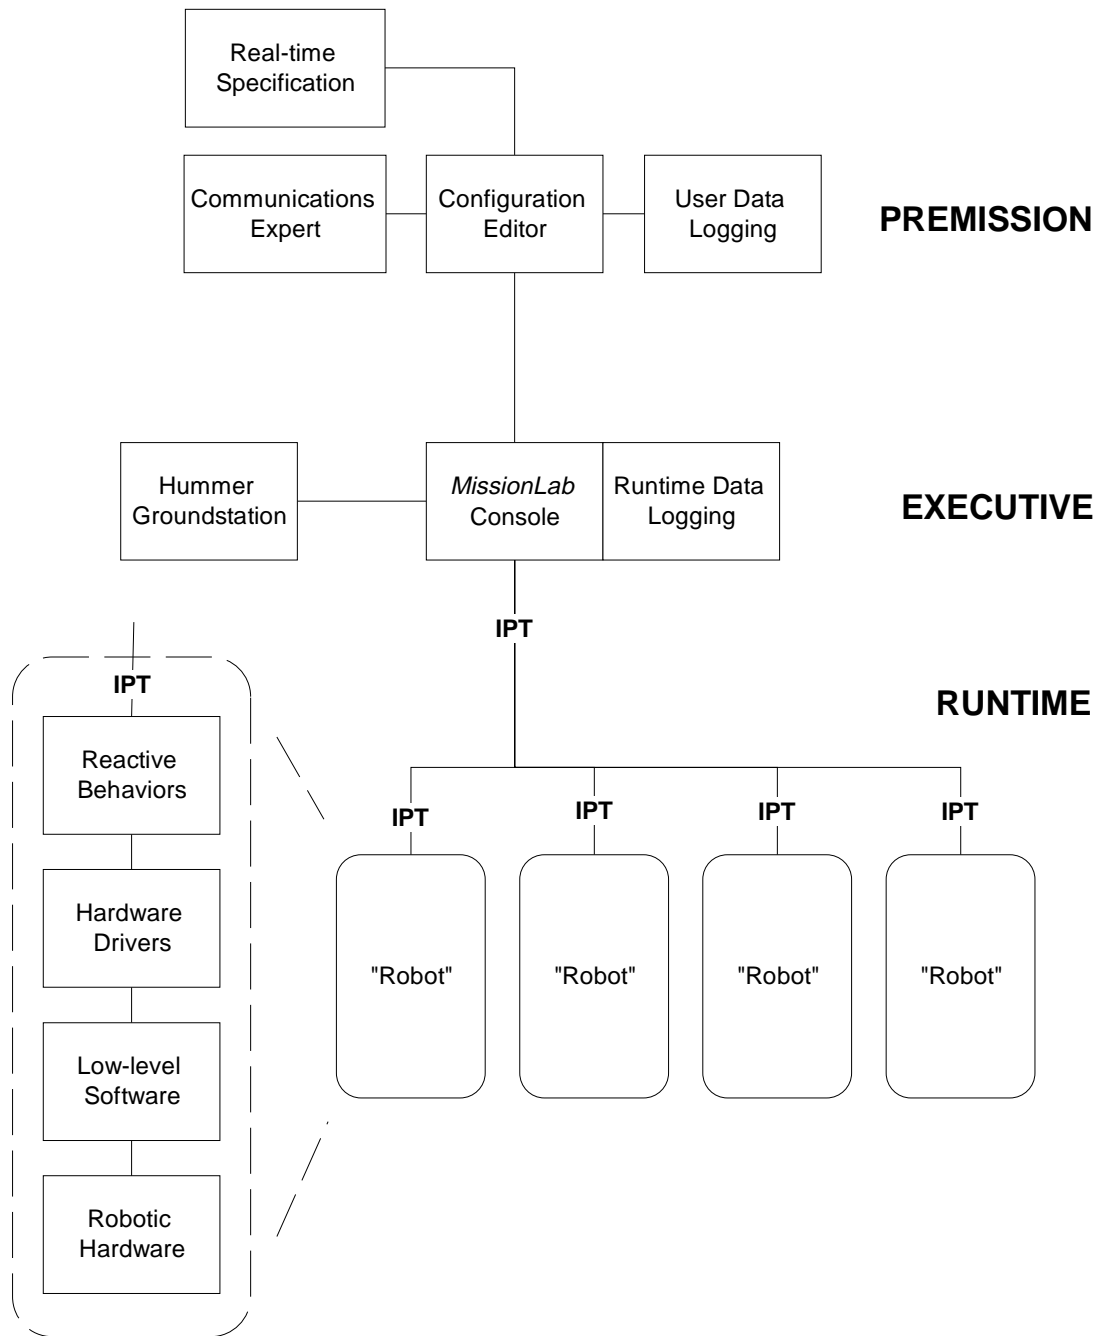 Real-time
Specification
Communications
Expert
Configuration
Editor
User Data
Logging
PREMISSION
Hummer
Groundstation
MissionLab
Console
Runtime Data
Logging
EXECUTIVE
IPT
RUNTIME
IPT
Reactive
Behaviors
Hardware
Drivers
Low-level
Software
Robotic
Hardware
IPT
IPT
IPT
IPT
"Robot"
"Robot"
"Robot"
"Robot"